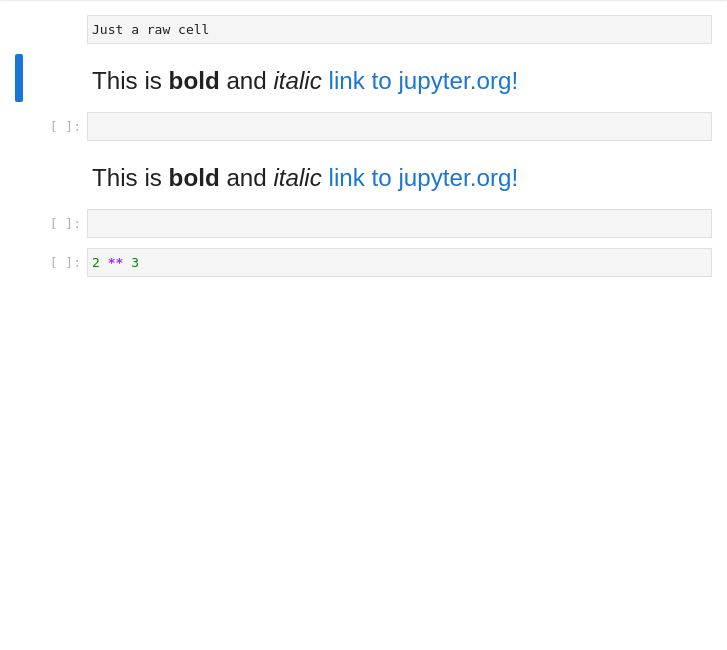 Just a raw cell
This is bold and italic link to jupyter.org!
[ ]:
This is bold and italic link to jupyter.org!
[ ]:
[ ]: 2 ** 3